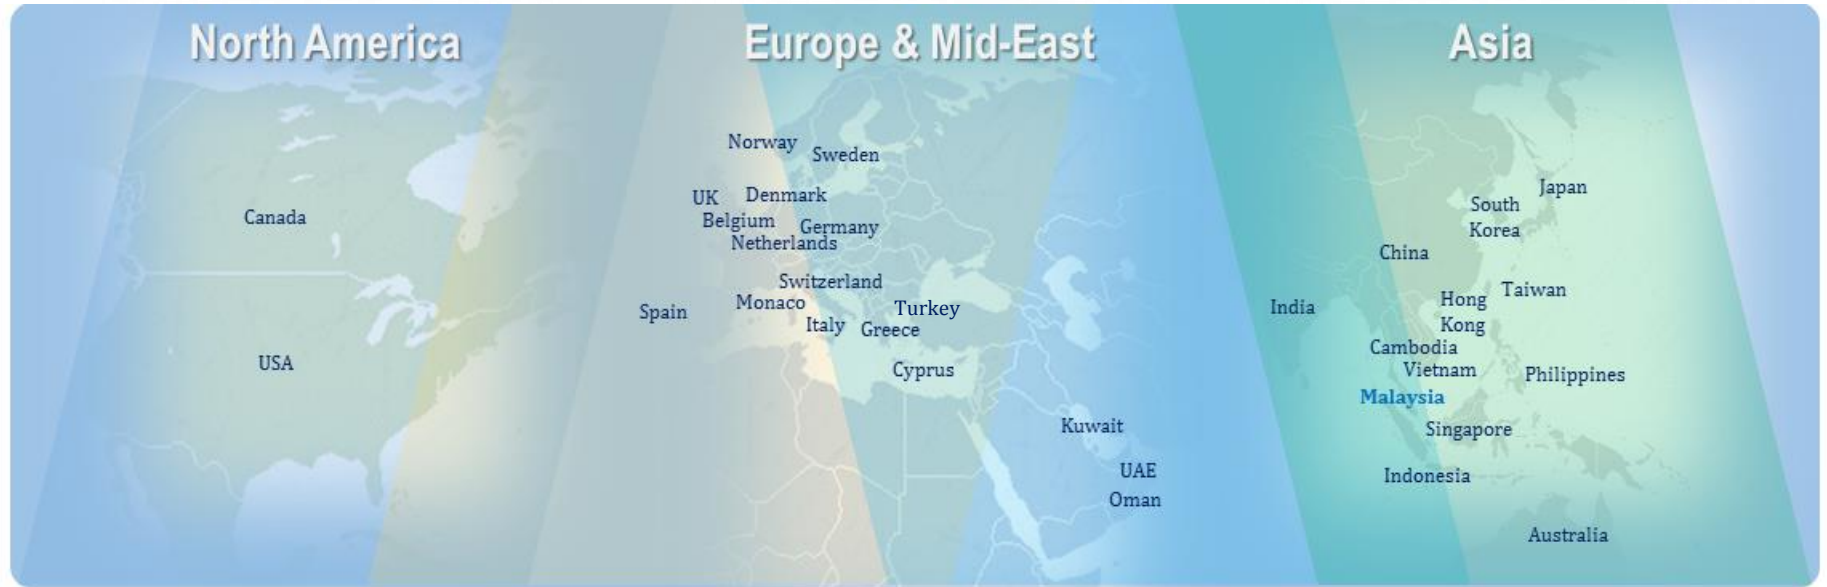 North America
Europe & Mid-East
Asia
Canada
USA
Norway
Sweden
UK
Denmark
Belgium
Germany
Netherlands
Switzerland
Monaco
Spain
Turkey
Italy
Greece
Cyprus
Kuwait
UAE
Oman
Japan
South
Korea
China
Taiwan
India
Hong
Kong
Cambodia
Vietnam
Philippines
Malaysia
Singapore
Indonesia
Australia